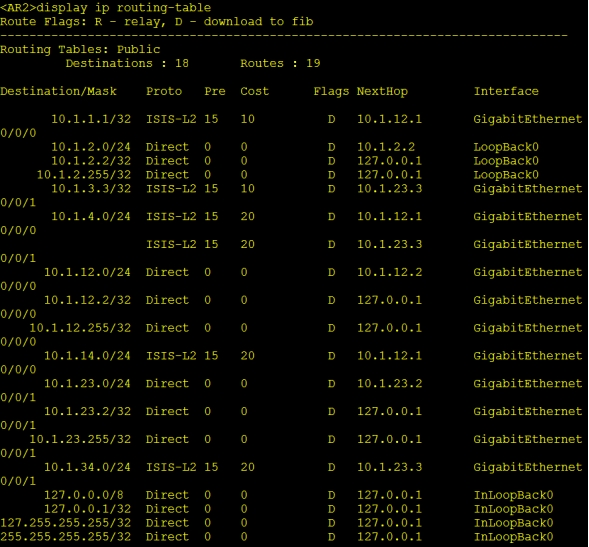 <AR2>display ip routing-table
Route Flags: R - relay, D - download to fib
------------------------------------------------------------------------------
Routing Tables: Public
         Destinations : 18       Routes : 19

Destination/Mask    Proto   Pre  Cost      Flags NextHop         Interface

       10.1.1.1/32  ISIS-L2 15   10          D   10.1.12.1       GigabitEthernet
0/0/0
       10.1.2.0/24  Direct  0    0           D   10.1.2.2        LoopBack0
       10.1.2.2/32  Direct  0    0           D   127.0.0.1       LoopBack0
     10.1.2.255/32  Direct  0    0           D   127.0.0.1       LoopBack0
       10.1.3.3/32  ISIS-L2 15   10          D   10.1.23.3       GigabitEthernet
0/0/1
       10.1.4.0/24  ISIS-L2 15   20          D   10.1.12.1       GigabitEthernet
0/0/0
                    ISIS-L2 15   20          D   10.1.23.3       GigabitEthernet
0/0/1
      10.1.12.0/24  Direct  0    0           D   10.1.12.2       GigabitEthernet
0/0/0
      10.1.12.2/32  Direct  0    0           D   127.0.0.1       GigabitEthernet
0/0/0
    10.1.12.255/32  Direct  0    0           D   127.0.0.1       GigabitEthernet
0/0/0
      10.1.14.0/24  ISIS-L2 15   20          D   10.1.12.1       GigabitEthernet
0/0/0
      10.1.23.0/24  Direct  0    0           D   10.1.23.2       GigabitEthernet
0/0/1
      10.1.23.2/32  Direct  0    0           D   127.0.0.1       GigabitEthernet
0/0/1
    10.1.23.255/32  Direct  0    0           D   127.0.0.1       GigabitEthernet
0/0/1
      10.1.34.0/24  ISIS-L2 15   20          D   10.1.23.3       GigabitEthernet
0/0/1
      127.0.0.0/8   Direct  0    0           D   127.0.0.1       InLoopBack0
      127.0.0.1/32  Direct  0    0           D   127.0.0.1       InLoopBack0
127.255.255.255/32  Direct  0    0           D   127.0.0.1       InLoopBack0
255.255.255.255/32  Direct  0    0           D   127.0.0.1       InLoopBack0